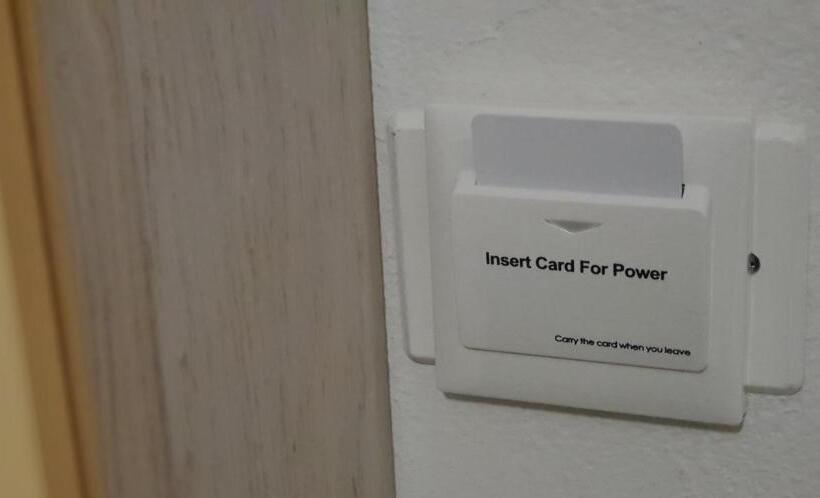 Insert Card For Power
Carry the card when you leave